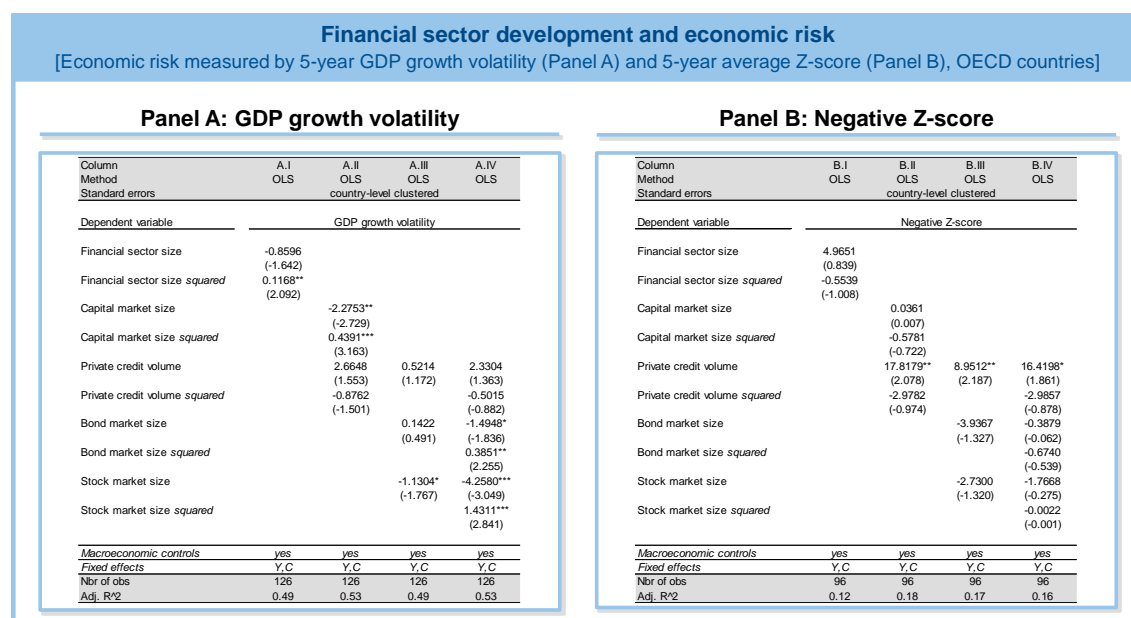 Financial sector development and economic risk
[Economic risk measured by 5-year GDP growth volatility (Panel A) and 5-year average Z-score (Panel B), OECD countries]
Panel A: GDP growth volatility
Column A.I A.II A.III A.IV
Method OLS OLS OLS OLS
Standard errors country-level clustered
Dependent variable GDP growth volatility
Financial sector size -0.8596
(-1.642)
Financial sector size squared 0.1168**
(2.092)
Capital market size -2.2753**
(-2.729)
Capital market size squared 0.4391***
(3.163)
Private credit volume 2.6648 0.5214 2.3304
(1.553) (1.172) (1.363)
Private credit volume squared -0.8762 -0.5015
(-1.501) (-0.882)
Bond market size 0.1422 -1.4948*
(0.491) (-1.836)
Bond market size squared 0.3851**
(2.255)
Stock market size -1.1304* -4.2580***
(-1.767) (-3.049)
Stock market size squared 1.4311***
(2.841)
Macroeconomic controls yes yes yes yes
Fixed effects Y,C Y,C Y,C Y,C
Nbr of obs 126 126 126 126
Adj. R^2 0.49 0.53 0.49 0.53
Panel B: Negative Z-score
Column B.I B.II B.III B.IV
Method OLS OLS OLS OLS
Standard errors country-level clustered
Dependent variable Negative Z-score
Financial sector size 4.9651
(0.839)
Financial sector size squared -0.5539
(-1.008)
Capital market size 0.0361
(0.007)
Capital market size squared -0.5781
(-0.722)
Private credit volume 17.8179** 8.9512** 16.4198*
(2.078) (2.187) (1.861)
Private credit volume squared -2.9782 -2.9857
(-0.974) (-0.878)
Bond market size -3.9367 -0.3879
(-1.327) (-0.062)
Bond market size squared -0.6740
(-0.539)
Stock market size -2.7300 -1.7668
(-1.320) (-0.275)
Stock market size squared -0.0022
(-0.001)
Macroeconomic controls yes yes yes yes
Fixed effects Y,C Y,C Y,C Y,C
Nbr of obs 96 96 96 96
Adj. R^2 0.12 0.18 0.17 0.16